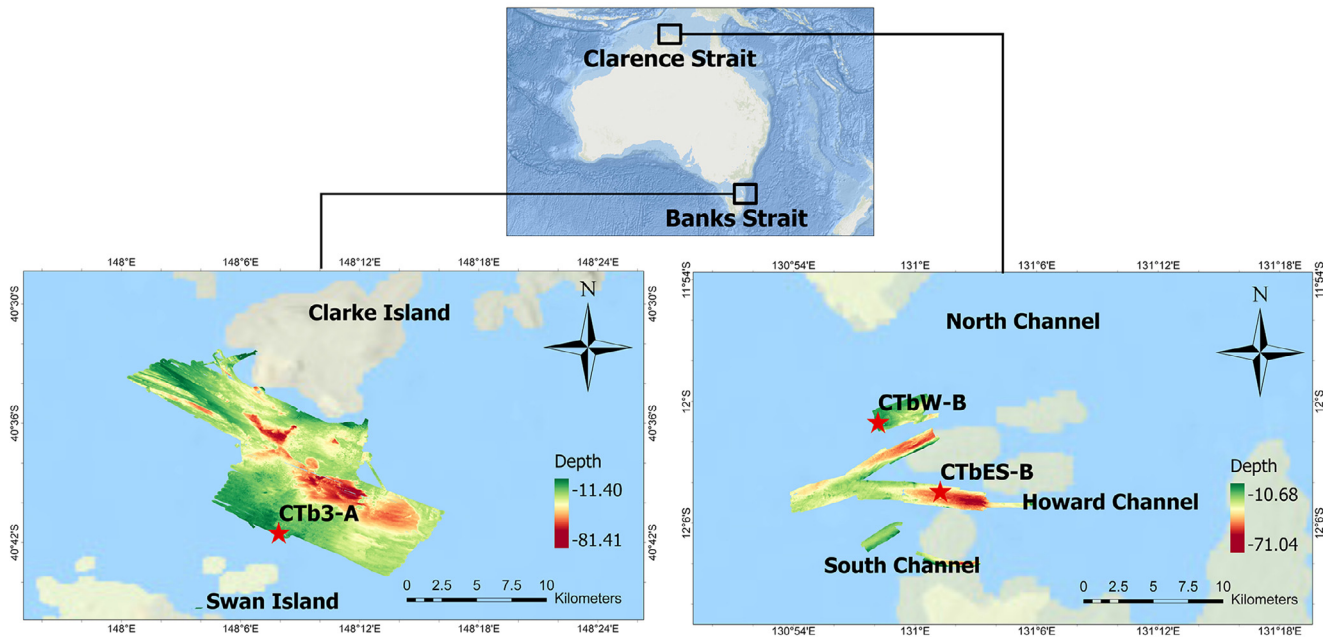 Clarence Strait
Banks Strait
148°E
148°6'E
148°12'E
148°18'E
148°24'E
40°30'S
40°36'S
40°42'S
40°30'S
40°36'S
40°42'S
Clarke Island
N
Depth
-11.40
-81.41
CTb3-A
Swan Island
0 2.5 5 7.5 10
Kilometers
148°E
148°6'E
148°12'E
148°18'E
148°24'E
130°54'E
131°E
131°6'E
131°12'E
131°18'E
11°54'S
12°S
12°6'S
11°54'S
12°S
12°6'S
North Channel
N
CTbW-B
CTbES-B
Howard Channel
South Channel
Depth
-10.68
-71.04
0 2.5 5 7.5 10
Kilometers
130°54'E
131°E
131°6'E
131°12'E
131°18'E